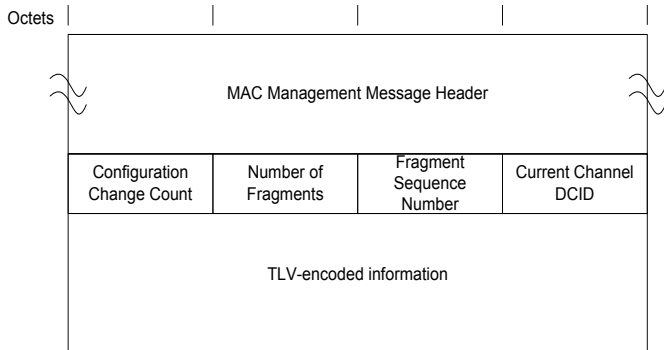 Octets
MAC Management Message Header
Configuration
Change Count
Number of
Fragments
Fragment
Sequence
Number
Current Channel
DCID
TLV-encoded information